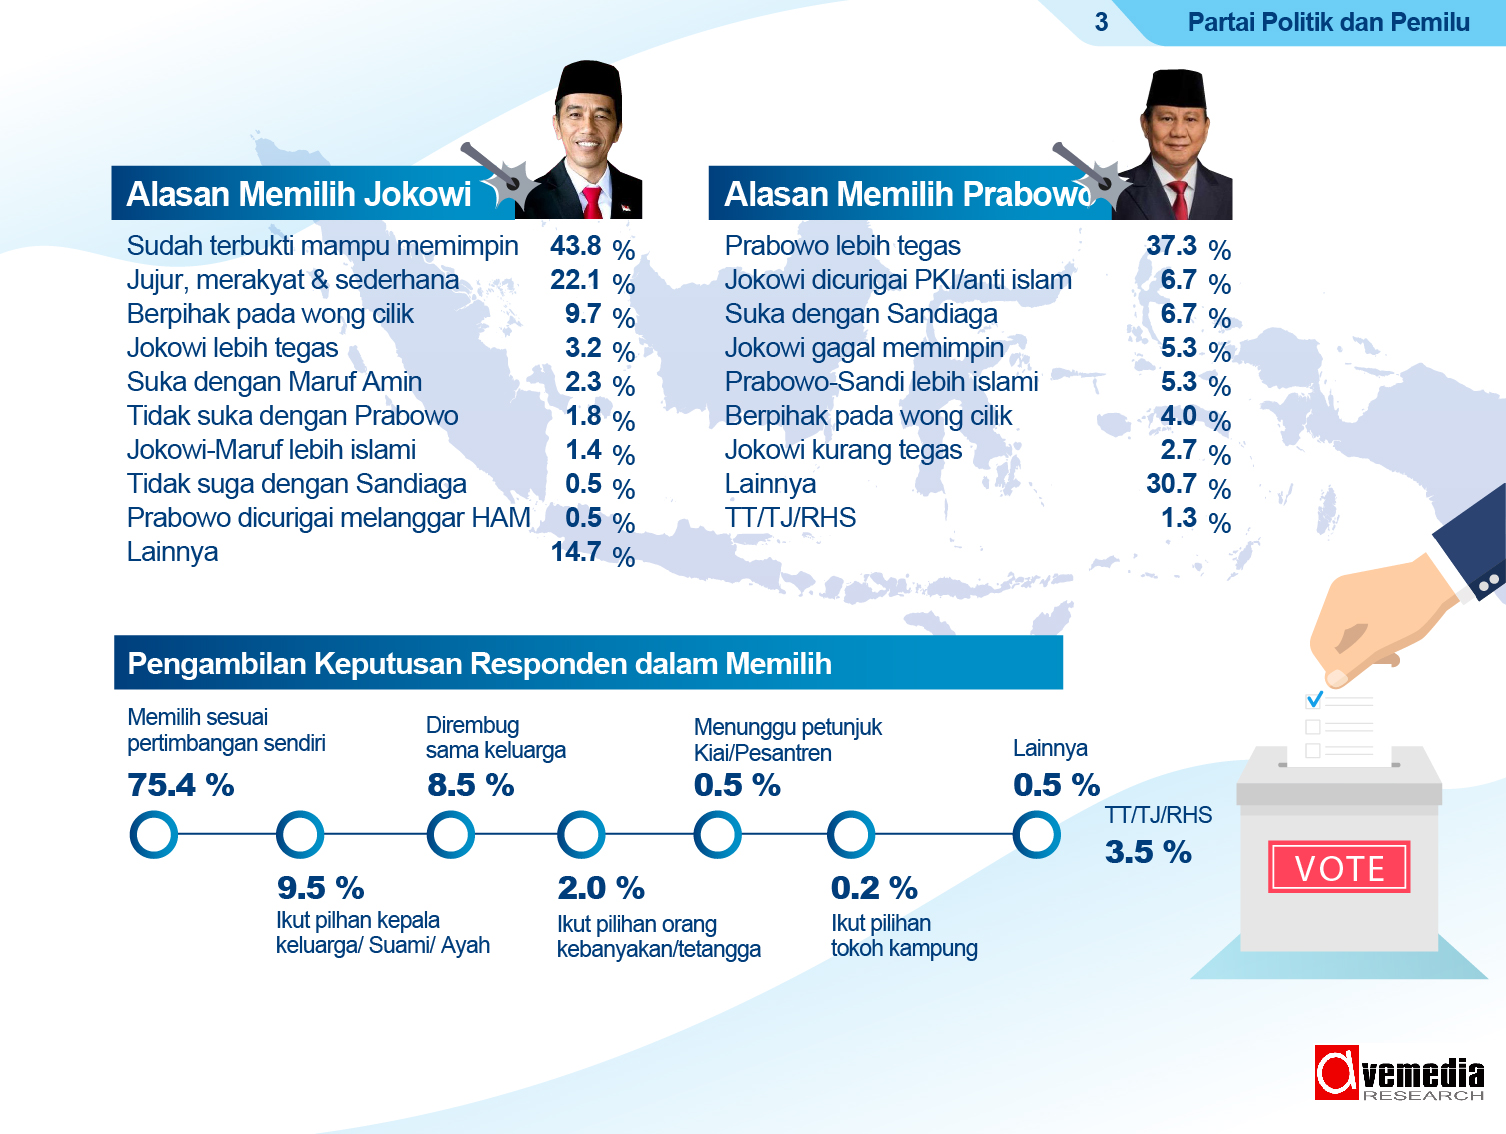 3 Partai Politik dan Pemilu
Alasan Memilih Jokowi
Sudah terbukti mampu memimpin 43.8 %
Jujur, merakyat & sederhana 22.1 %
Berpihak pada wong cilik 9.7 %
Jokowi lebih tegas 3.2 %
Suka dengan Maruf Amin 2.3 %
Tidak suka dengan Prabowo 1.8 %
Jokowi-Maruf lebih islami 1.4 %
Tidak suga dengan Sandiaga 0.5 %
Prabowo dicurigai melanggar HAM 0.5 %
Lainnya 14.7 %
Alasan Memilih Prabowo
Prabowo lebih tegas 37.3 %
Jokowi dicurigai PKI/anti islam 6.7 %
Suka dengan Sandiaga 6.7 %
Jokowi gagal memimpin 5.3 %
Prabowo-Sandi lebih islami 5.3 %
Berpihak pada wong cilik 4.0 %
Jokowi kurang tegas 2.7 %
Lainnya 30.7 %
TT/TJ/RHS 1.3 %
Pengambilan Keputusan Responden dalam Memilih
Memilih sesuai
pertimbangan sendiri
75.4 %
9.5 %
Ikut pilhan kepala
keluarga/ Suami/ Ayah
Dirembug
sama keluarga
8.5 %
2.0 %
Ikut pilihan orang
kebanyakan/tetangga
Menunggu petunjuk
Kiai/Pesantren
0.5 %
0.2 %
Ikut pilihan
tokoh kampung
Lainnya
0.5 %
TT/TJ/RHS
3.5 %
VOTE
avemedia
RESEARCH